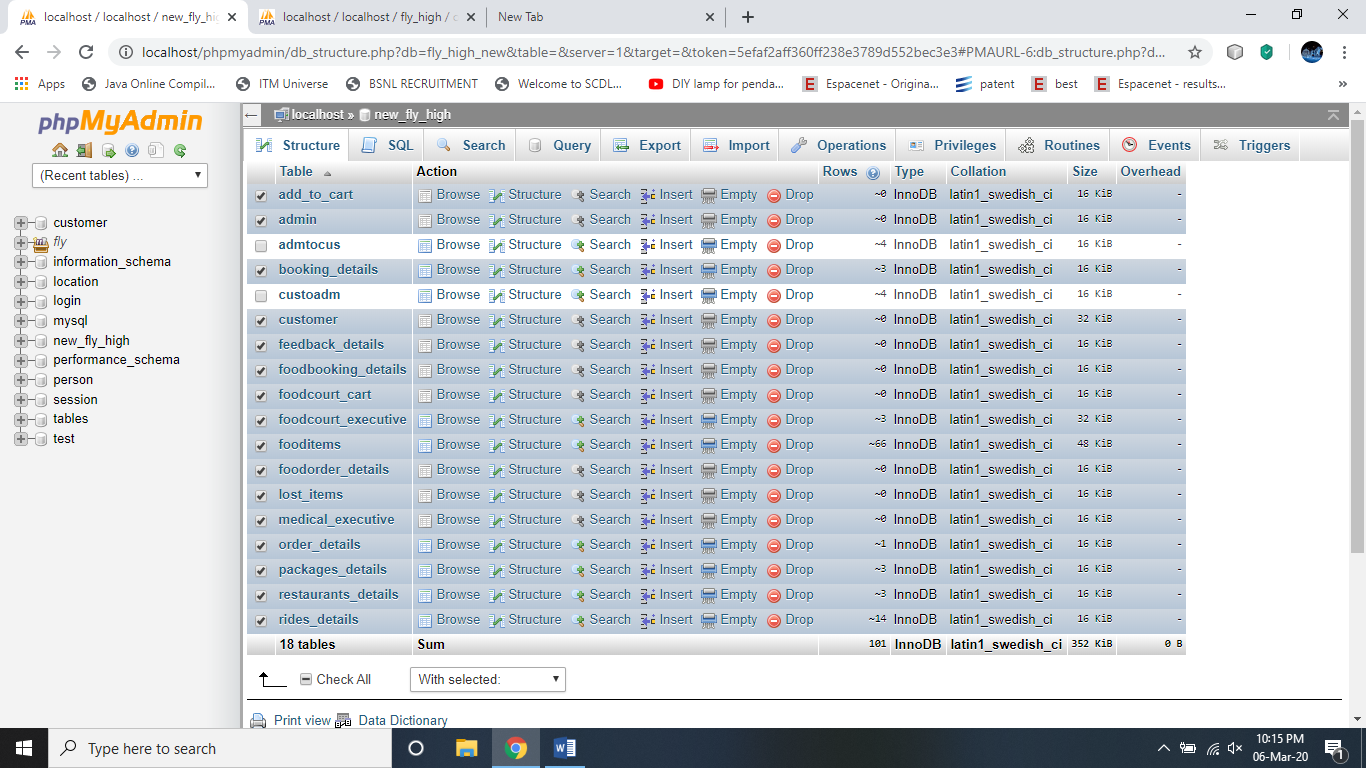 localhost / localhost / new_fly_hi
localhost / localhost / fly_high / c
New Tab
localhost/phpmyadmin/db_structure.php?db=fly_high_new&table=&server=1&target=&token=5efaf2aff360ff238e3789d552bec3e3#PMAURL-6:db_structure.php?d...
Apps Java Online Compil... ITM Universe BSNL RECRUITMENT Welcome to SCDL... DIY lamp for penda... Espacenet - Origina... patent best Espacenet - results... »
phpMyAdmin
(Recent tables) ...
customer
fly
information_schema
location
login
mysql
new_fly_high
performance_schema
person
session
tables
test
localhost » new_fly_high
Structure SQL Search Query Export Import Operations Privileges Routines Events Triggers
Table Action Rows Type Collation Size Overhead
add_to_cart Browse Structure Search Insert Empty Drop ~0 InnoDB latin1_swedish_ci 16 KiB -
admin Browse Structure Search Insert Empty Drop ~0 InnoDB latin1_swedish_ci 16 KiB -
admtocus Browse Structure Search Insert Empty Drop ~4 InnoDB latin1_swedish_ci 16 KiB -
booking_details Browse Structure Search Insert Empty Drop ~3 InnoDB latin1_swedish_ci 16 KiB -
custoadm Browse Structure Search Insert Empty Drop ~4 InnoDB latin1_swedish_ci 16 KiB -
customer Browse Structure Search Insert Empty Drop ~0 InnoDB latin1_swedish_ci 32 KiB -
feedback_details Browse Structure Search Insert Empty Drop ~0 InnoDB latin1_swedish_ci 16 KiB -
foodbooking_details Browse Structure Search Insert Empty Drop ~0 InnoDB latin1_swedish_ci 16 KiB -
foodcourt_cart Browse Structure Search Insert Empty Drop ~0 InnoDB latin1_swedish_ci 16 KiB -
foodcourt_executive Browse Structure Search Insert Empty Drop ~3 InnoDB latin1_swedish_ci 32 KiB -
fooditems Browse Structure Search Insert Empty Drop ~66 InnoDB latin1_swedish_ci 48 KiB -
foodorder_details Browse Structure Search Insert Empty Drop ~0 InnoDB latin1_swedish_ci 16 KiB -
lost_items Browse Structure Search Insert Empty Drop ~0 InnoDB latin1_swedish_ci 16 KiB -
medical_executive Browse Structure Search Insert Empty Drop ~0 InnoDB latin1_swedish_ci 16 KiB -
order_details Browse Structure Search Insert Empty Drop ~1 InnoDB latin1_swedish_ci 16 KiB -
packages_details Browse Structure Search Insert Empty Drop ~3 InnoDB latin1_swedish_ci 16 KiB -
restaurants_details Browse Structure Search Insert Empty Drop ~3 InnoDB latin1_swedish_ci 16 KiB -
rides_details Browse Structure Search Insert Empty Drop ~14 InnoDB latin1_swedish_ci 16 KiB -
18 tables Sum 101 InnoDB latin1_swedish_ci 352 KiB 0 B
Check All With selected:
Print view Data Dictionary
Type here to search
10:15 PM
06-Mar-20
1